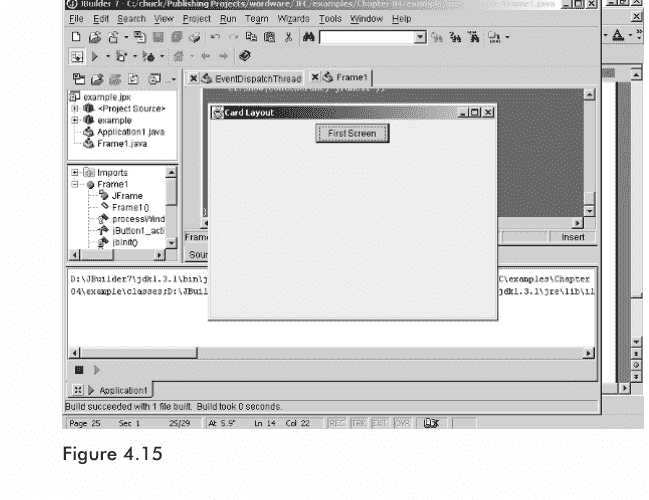 JBuilder 7 - C:/chuck/Publishing Projects/wordware/JFC/examples/Chapter 04/example
File Edit Search View Project Run Team Wizards Tools Window Help
EventDispatchThread Frame1
example.jpx
<Project Source>
example
Application1.java
Frame1.java
Card Layout
First Screen
Imports
Frame1
JFrame
Frame1()
processWind
jButton1_acti
jbInit()
Fram
Insert
Sour
D:\JBuilder7\jdk1.3.1\bin\j
C\examples\Chapter
04\example\classes;D:\JBuil
jdk1.3.1\jre\lib\il
Application1
Build succeeded with 1 file built. Build took 0 seconds.
Page 25 Sec 1 25/29 At 5.9" Ln 14 Col 22 REC TRK EXT OVR
Figure 4.15